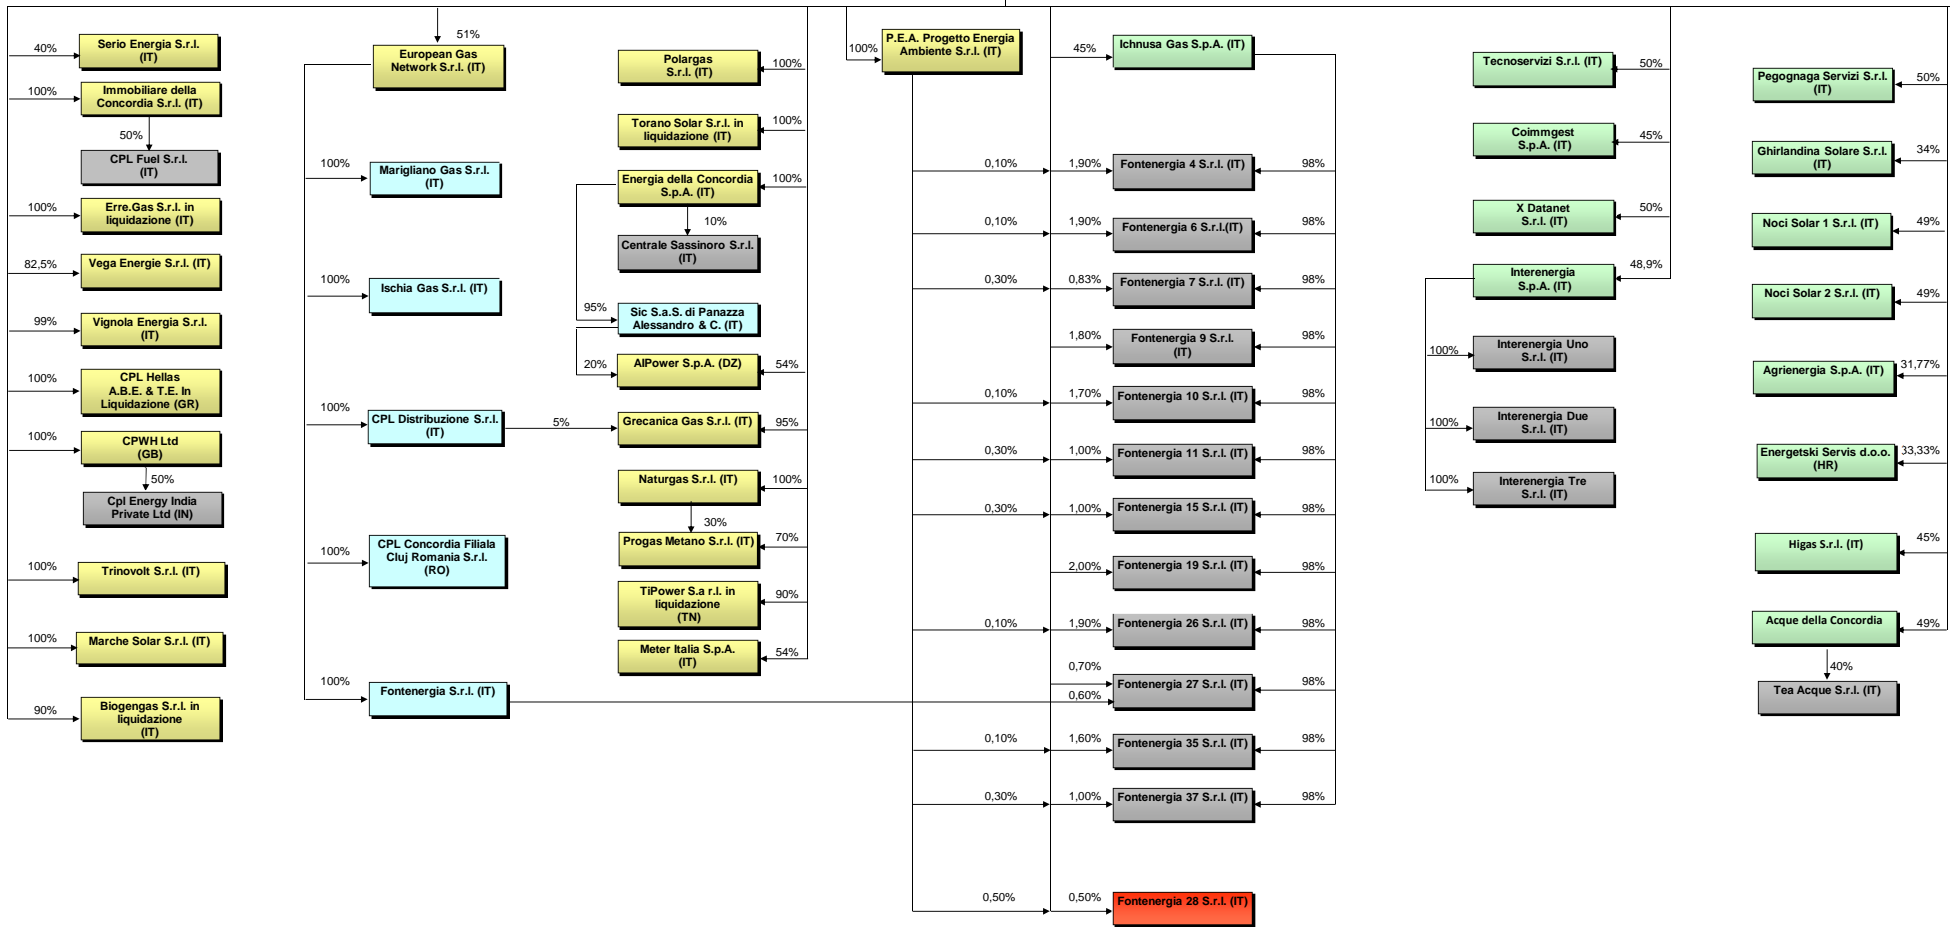 40%
Serio Energia S.r.l.
(IT)
100%
Immobiliare della
Concordia S.r.l. (IT)
50%
CPL Fuel S.r.l.
(IT)
100%
Erre.Gas S.r.l. in
liquidazione (IT)
82,5%
Vega Energie S.r.l. (IT)
99%
Vignola Energia S.r.l.
(IT)
100%
CPL Hellas
A.B.E. & T.E. In
Liquidazione (GR)
100%
CPWH Ltd
(GB)
50%
Cpl Energy India
Private Ltd (IN)
100%
Trinovolt S.r.l. (IT)
100%
Marche Solar S.r.l. (IT)
90%
Biogengas S.r.l. in
liquidazione
(IT)
51%
European Gas
Network S.r.l. (IT)
100%
Marigliano Gas S.r.l.
(IT)
100%
Ischia Gas S.r.l. (IT)
100%
CPL Distribuzione S.r.l.
(IT)
5%
100%
CPL Concordia Filiala
Cluj Romania S.r.l.
(RO)
100%
Fontenergia S.r.l. (IT)
Polargas
S.r.l. (IT)
100%
Torano Solar S.r.l. in
liquidazione (IT)
100%
Energia della Concordia
S.p.A. (IT)
100%
10%
Centrale Sassinoro S.r.l.
(IT)
95%
Sic S.a.S. di Panazza
Alessandro & C. (IT)
20%
AlPower S.p.A. (DZ)
54%
Grecanica Gas S.r.l. (IT)
95%
Naturgas S.r.l. (IT)
100%
30%
Progas Metano S.r.l. (IT)
70%
TiPower S.a r.l. in
liquidazione
(TN)
90%
Meter Italia S.p.A.
(IT)
54%
100%
P.E.A. Progetto Energia
Ambiente S.r.l. (IT)
45%
Ichnusa Gas S.p.A. (IT)
0,10%
1,90%
Fontenergia 4 S.r.l. (IT)
98%
0,10%
1,90%
Fontenergia 6 S.r.l.(IT)
98%
0,30%
0,83%
Fontenergia 7 S.r.l. (IT)
98%
1,80%
Fontenergia 9 S.r.l.
(IT)
98%
0,10%
1,70%
Fontenergia 10 S.r.l. (IT)
98%
0,30%
1,00%
Fontenergia 11 S.r.l. (IT)
98%
0,30%
1,00%
Fontenergia 15 S.r.l. (IT)
98%
2,00%
Fontenergia 19 S.r.l. (IT)
98%
0,10%
1,90%
Fontenergia 26 S.r.l. (IT)
98%
0,70%
0,60%
Fontenergia 27 S.r.l. (IT)
98%
0,10%
1,60%
Fontenergia 35 S.r.l. (IT)
98%
0,30%
1,00%
Fontenergia 37 S.r.l. (IT)
98%
0,50%
0,50%
Fontenergia 28 S.r.l. (IT)
Tecnoservizi S.r.l. (IT)
50%
Coimmgest
S.p.A. (IT)
45%
X Datanet
S.r.l. (IT)
50%
Interenergia
S.p.A. (IT)
48,9%
100%
Interenergia Uno
S.r.l. (IT)
100%
Interenergia Due
S.r.l. (IT)
100%
Interenergia Tre
S.r.l. (IT)
Pegognaga Servizi S.r.l.
(IT)
50%
Ghirlandina Solare S.r.l.
(IT)
34%
Noci Solar 1 S.r.l. (IT)
49%
Noci Solar 2 S.r.l. (IT)
49%
Agrienergia S.p.A. (IT)
31,77%
Energetski Servis d.o.o.
(HR)
33,33%
Higas S.r.l. (IT)
45%
Acque della Concordia
49%
40%
Tea Acque S.r.l. (IT)